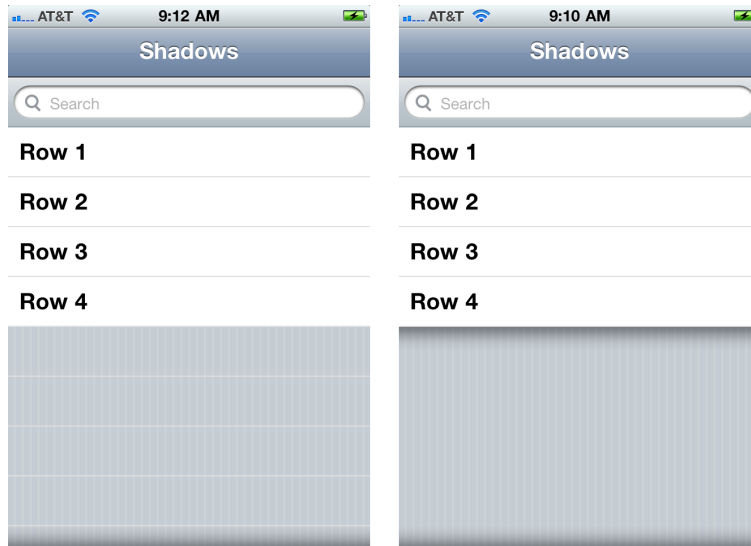 AT&T 9:12 AM
Shadows
Search
Row 1
Row 2
Row 3
Row 4
AT&T 9:10 AM
Shadows
Search
Row 1
Row 2
Row 3
Row 4